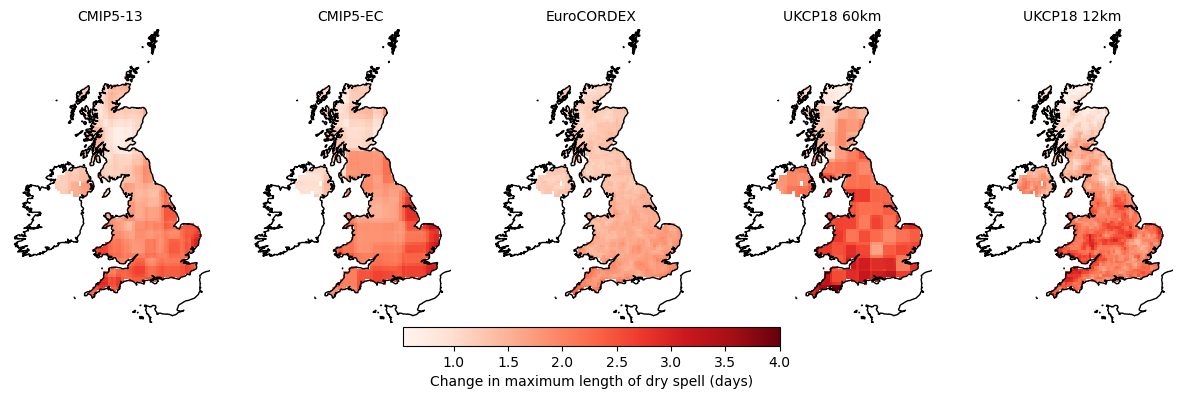 CMIP5-13 CMIP5-EC EuroCORDEX UKCP18 60km UKCP18 12km
1.0 1.5 2.0 2.5 3.0 3.5 4.0
Change in maximum length of dry spell (days)